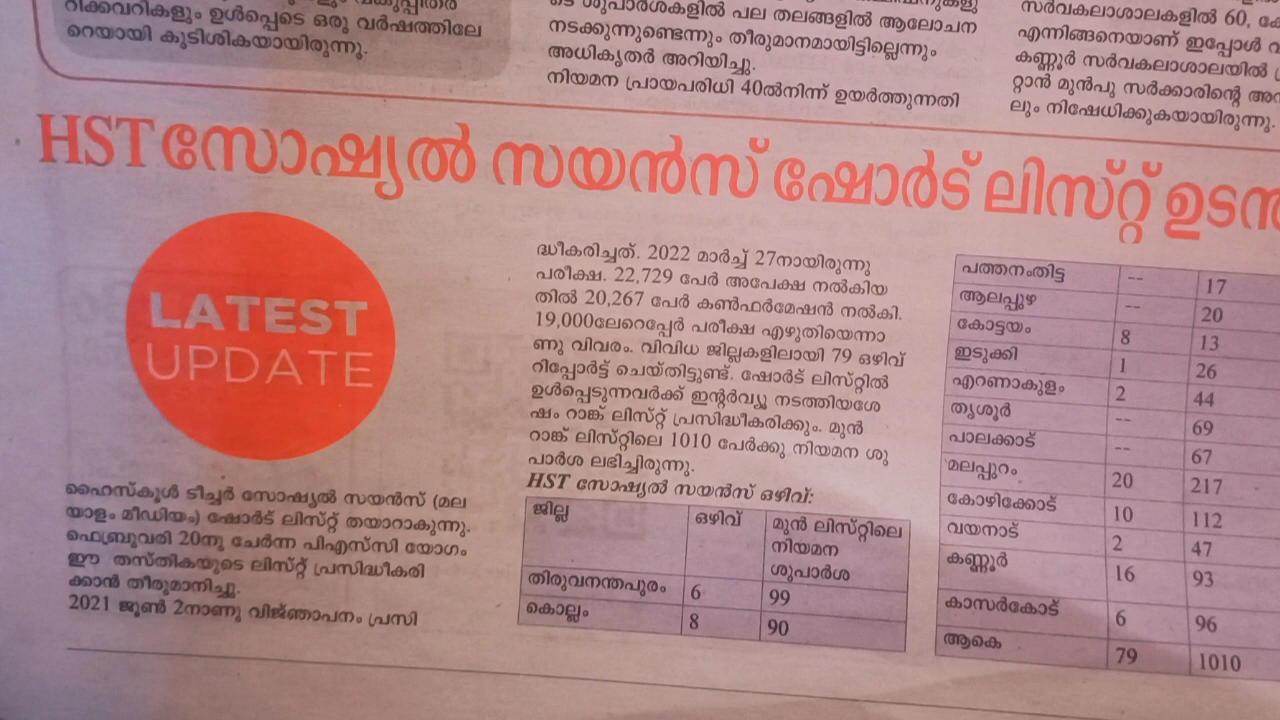 റിക്കവറികളും ഉൾപ്പെടെ ഒരു വർഷത്തിലേ
റെയായി കുടിശികയായിരുന്നു.
ടെ ശുപാർശകളിൽ പല തലങ്ങളിൽ ആലോചന
നടക്കുന്നുണ്ടെന്നും തീരുമാനമായിട്ടില്ലെന്നും
അധികൃതർ അറിയിച്ചു.
നിയമന പ്രായപരിധി 40ൽനിന്ന് ഉയർത്തുന്നതി
സർവകലാശാലകളിൽ 60,
എന്നിങ്ങനെയാണ് ഇപ്പോൾ
കണ്ണൂർ സർവകലാശാലയിൽ
റ്റാൻ മുൻപു സർക്കാരിന്റെ
ലും നിഷേധിക്കുകയായിരുന്നു.
HST സോഷ്യൽ സയൻസ് ഷോർട് ലിസ്റ്റ് ഉടൻ
LATEST
UPDATE
ഹൈസ്കൂൾ ടീച്ചർ സോഷ്യൽ സയൻസ് (മല
യാളം മീഡിയം) ഷോർട് ലിസ്റ്റ് തയാറാകുന്നു.
ഫെബ്രുവരി 20നു ചേർന്ന പിഎസ്‌സി യോഗം
ഈ തസ്തികയുടെ ലിസ്റ്റ് പ്രസിദ്ധീകരി
ക്കാൻ തീരുമാനിച്ചു.
2021 ജൂൺ 2നാണു വിജ്ഞാപനം പ്രസി
ദ്ധീകരിച്ചത്. 2022 മാർച്ച് 27നായിരുന്നു
പരീക്ഷ. 22,729 പേർ അപേക്ഷ നൽകിയ
തിൽ 20,267 പേർ കൺഫർമേഷൻ നൽകി.
19,000ലേറെപ്പേർ പരീക്ഷ എഴുതിയെന്നാ
ണു വിവരം. വിവിധ ജില്ലകളിലായി 79 ഒഴിവ്
റിപ്പോർട്ട് ചെയ്തിട്ടുണ്ട്. ഷോർട് ലിസ്റ്റിൽ
ഉൾപ്പെടുന്നവർക്ക് ഇന്റർവ്യൂ നടത്തിയശേ
ഷം റാങ്ക് ലിസ്റ്റ് പ്രസിദ്ധീകരിക്കും. മുൻ
റാങ്ക് ലിസ്റ്റിലെ 1010 പേർക്കു നിയമന ശു
പാർശ ലഭിച്ചിരുന്നു.
HST സോഷ്യൽ സയൻസ് ഒഴിവ്:
ജില്ല ഒഴിവ് മുൻ ലിസ്റ്റിലെ
നിയമന
ശുപാർശ
തിരുവനന്തപുരം 6 99
കൊല്ലം 8 90
പത്തനംതിട്ട -- 17
ആലപ്പുഴ -- 20
കോട്ടയം 8 13
ഇടുക്കി 1 26
എറണാകുളം 2 44
തൃശൂർ -- 69
പാലക്കാട് -- 67
മലപ്പുറം 20 217
കോഴിക്കോട് 10 112
വയനാട് 2 47
കണ്ണൂർ 16 93
കാസർകോട് 6 96
ആകെ 79 1010